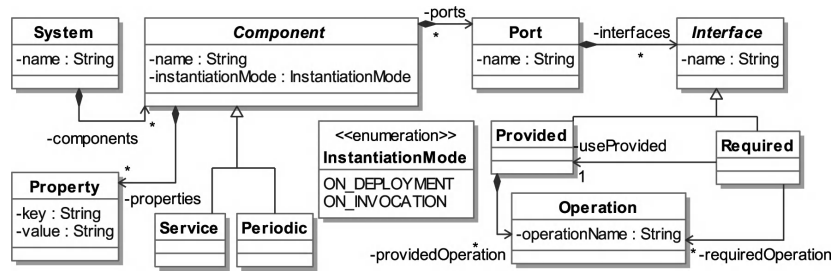 System
-name : String
-components
*
Component
-name : String
-instantiationMode : InstantiationMode
-ports
*
Port
-name : String
-interfaces
*
Interface
-name : String
*
-properties
Property
-key : String
-value : String
Service
Periodic
<<enumeration>>
InstantiationMode
ON_DEPLOYMENT
ON_INVOCATION
Provided
-useProvided
1
Required
Operation
-operationName : String
-providedOperation
*
*
-requiredOperation